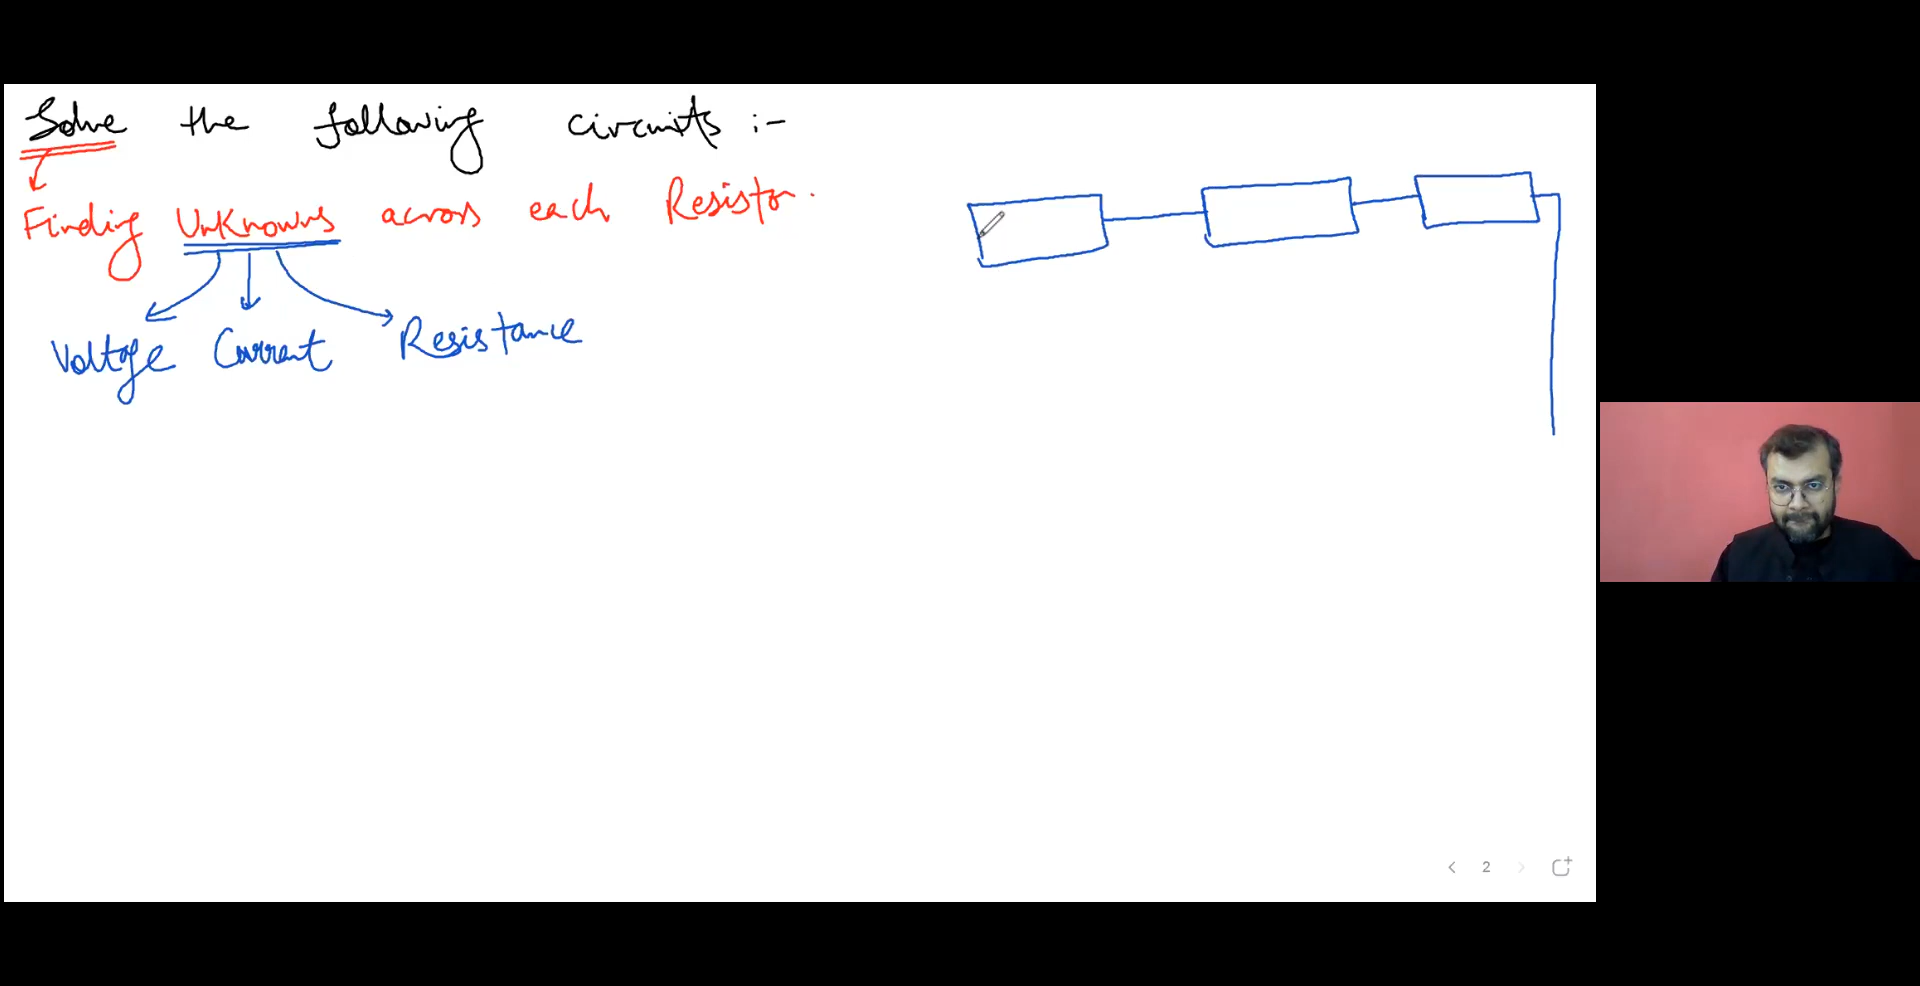 Solve the following circuits :-
Finding UnKnowns across each Resistor.
Voltage Current Resistance
2